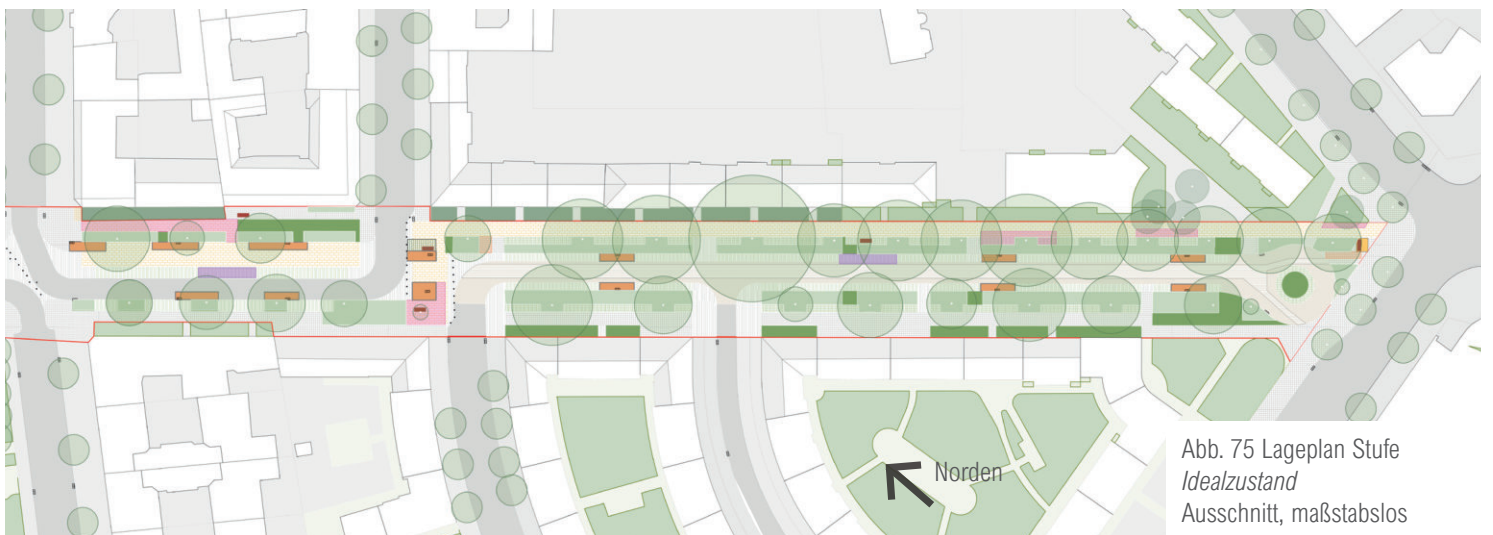 Norden
Abb. 75 Lageplan Stufe
Idealzustand
Ausschnitt, maßstabslos